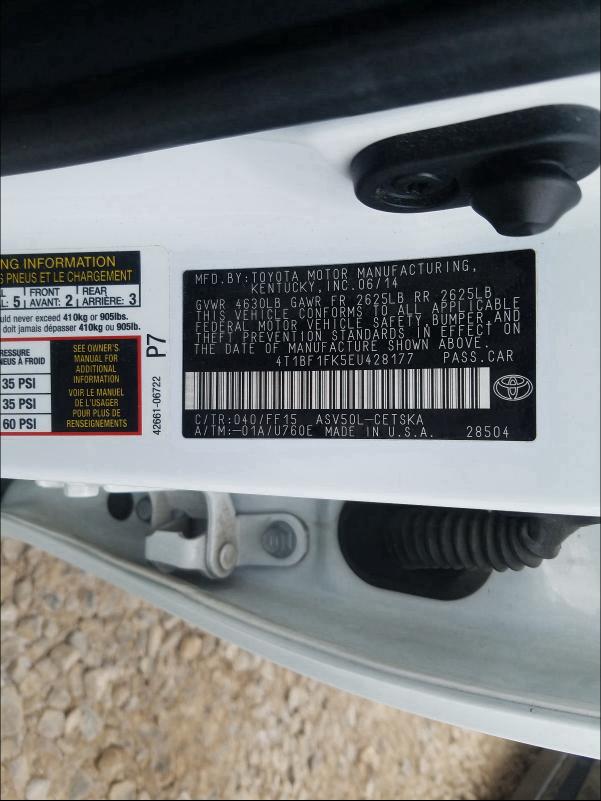 NG INFORMATION
S PNEUS ET LE CHARGEMENT
L FRONT REAR
L: 5 AVANT: 2 ARRIÈRE: 3
uld never exceed 410kg or 905lbs.
doit jamais dépasser 410kg ou 905lb.
RESSURE
NEUS À FROID
35 PSI
35 PSI
60 PSI
SEE OWNER'S
MANUAL FOR
ADDITIONAL
INFORMATION
VOIR LE MANUEL
DE L'USAGER
POUR PLUS DE
RENSEIGNEMENTS
42661-06722 P7
MFD.BY:TOYOTA MOTOR MANUFACTURING,
KENTUCKY, INC.06/14
GVWR 4630LB GAWR FR 2625LB RR 2625LB
THIS VEHICLE CONFORMS TO ALL APPLICABLE
FEDERAL MOTOR VEHICLE SAFETY, BUMPER, AND
THEFT PREVENTION STANDARDS IN EFFECT ON
THE DATE OF MANUFACTURE SHOWN ABOVE.
4T1BF1FK5EU428177 PASS.CAR
C/TR:040/FF15 ASV50L-CETSKA
A/TM:-01A/U760E MADE IN U.S.A. 28504